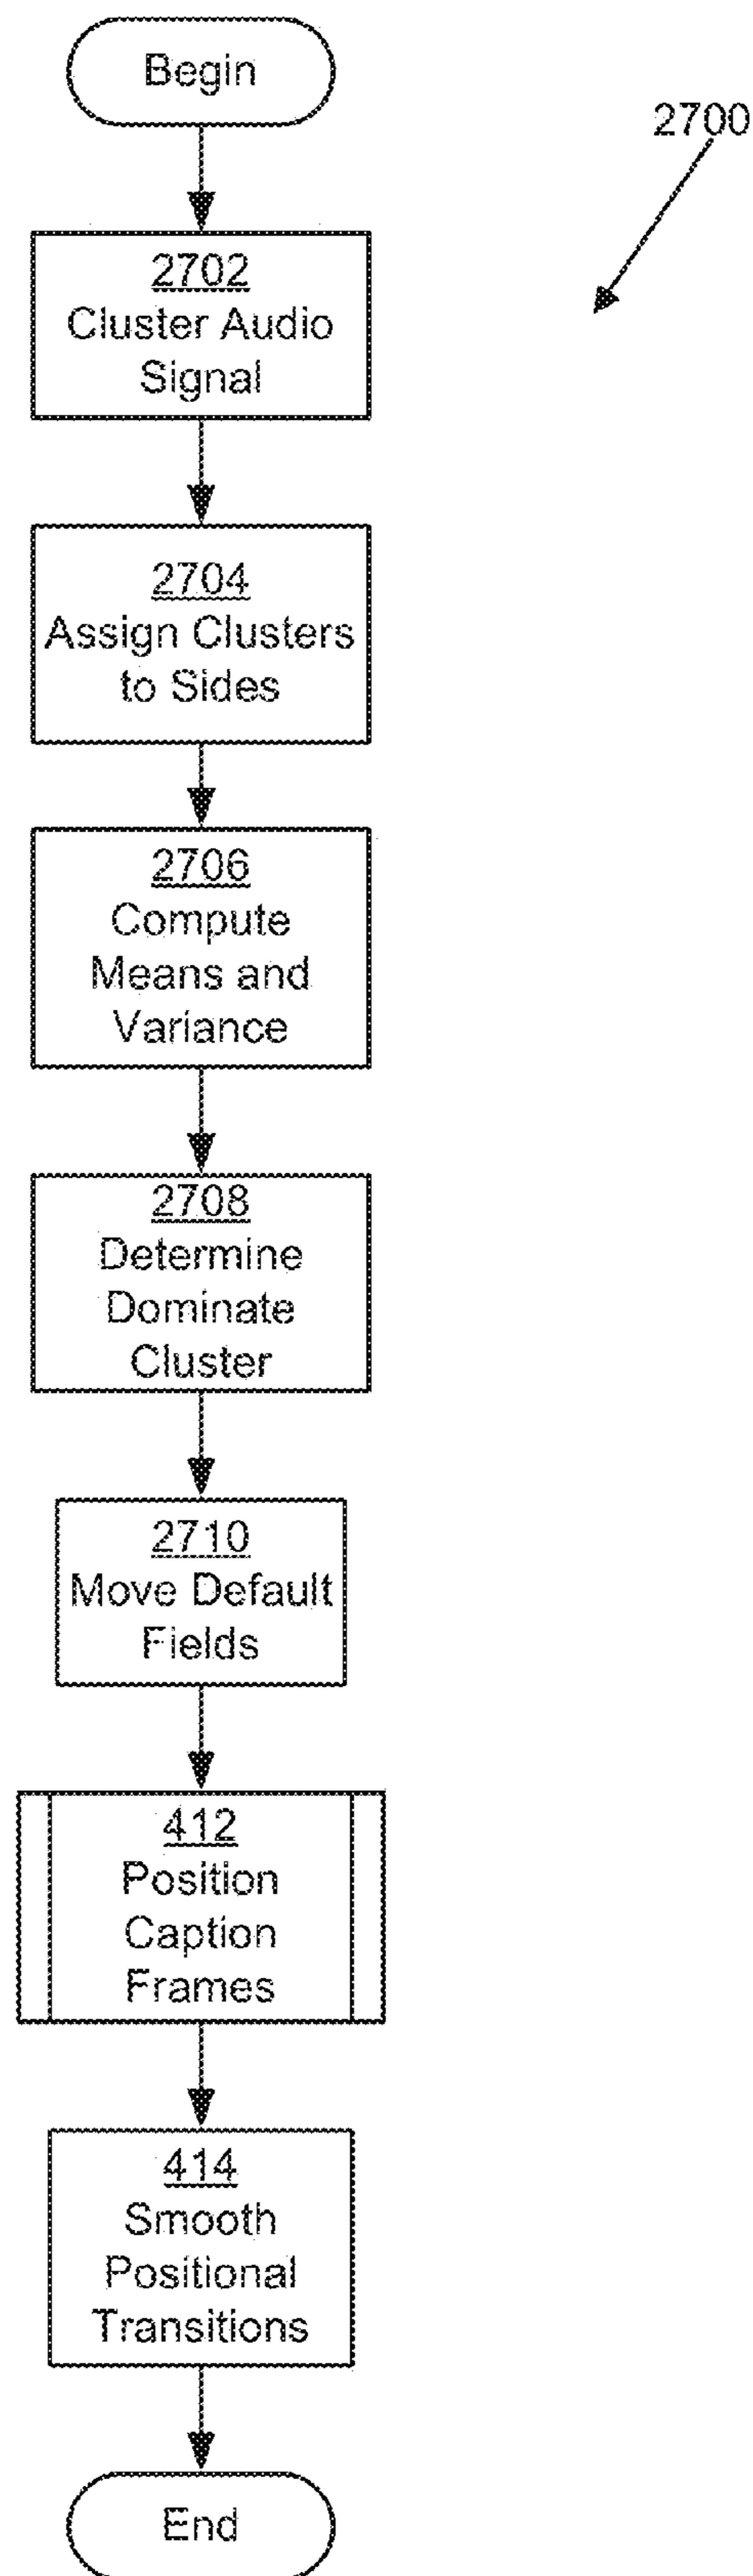 Begin
2700
2702
Cluster Audio
Signal
2704
Assign Clusters
to Sides
2706
Compute
Means and
Variance
2708
Determine
Dominate
Cluster
2710
Move Default
Fields
412
Position
Caption
Frames
414
Smooth
Positional
Transitions
End